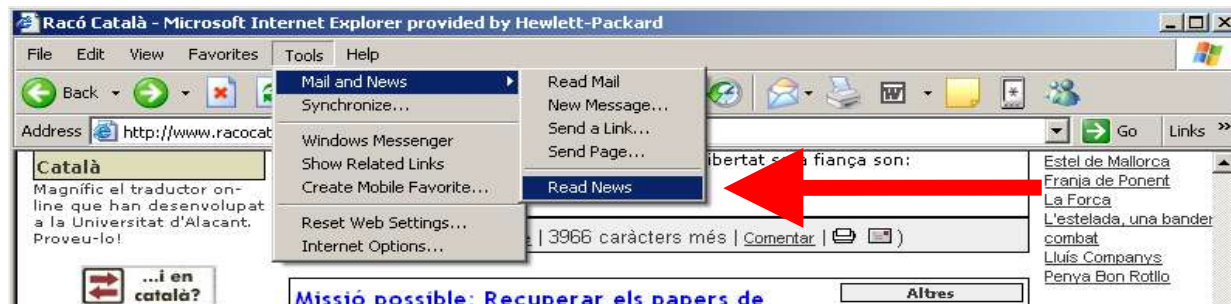 Racó Català - Microsoft Internet Explorer provided by Hewlett-Packard
File Edit View Favorites Tools Help
Back
Address http://www.racocat
Go Links »
Mail and News
Synchronize...
Windows Messenger
Show Related Links
Create Mobile Favorite...
Reset Web Settings...
Internet Options...
Read Mail
New Message...
Send a Link...
Send Page...
Read News
Català
Magnífic el traductor on-
line que han desenvolupat
a la Universitat d'Alacant.
Proveu-lo!
...i en
català?
fiança son:
| 3966 caràcters més | Comentar | )
Missió possible: Recuperar els papers de
Altres
Estel de Mallorca
Franja de Ponent
La Forca
L'estelada, una bander
combat
Lluís Companys
Penya Bon Rotllo